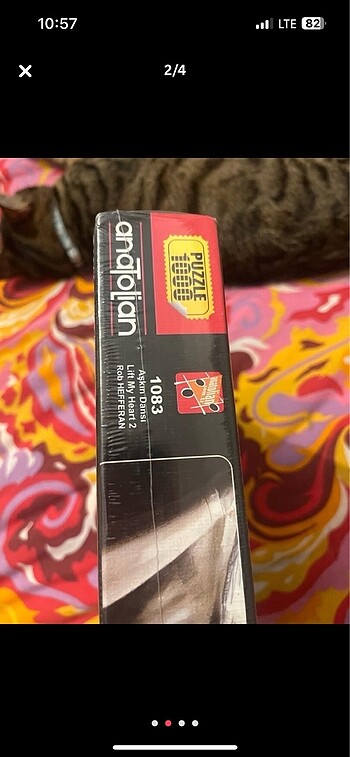 10:57
LTE 82
2/4
anatolian
PUZZLE
1000
1083
Aşkın Dansı
Lift My Heart 2
Rob HEFFERAN